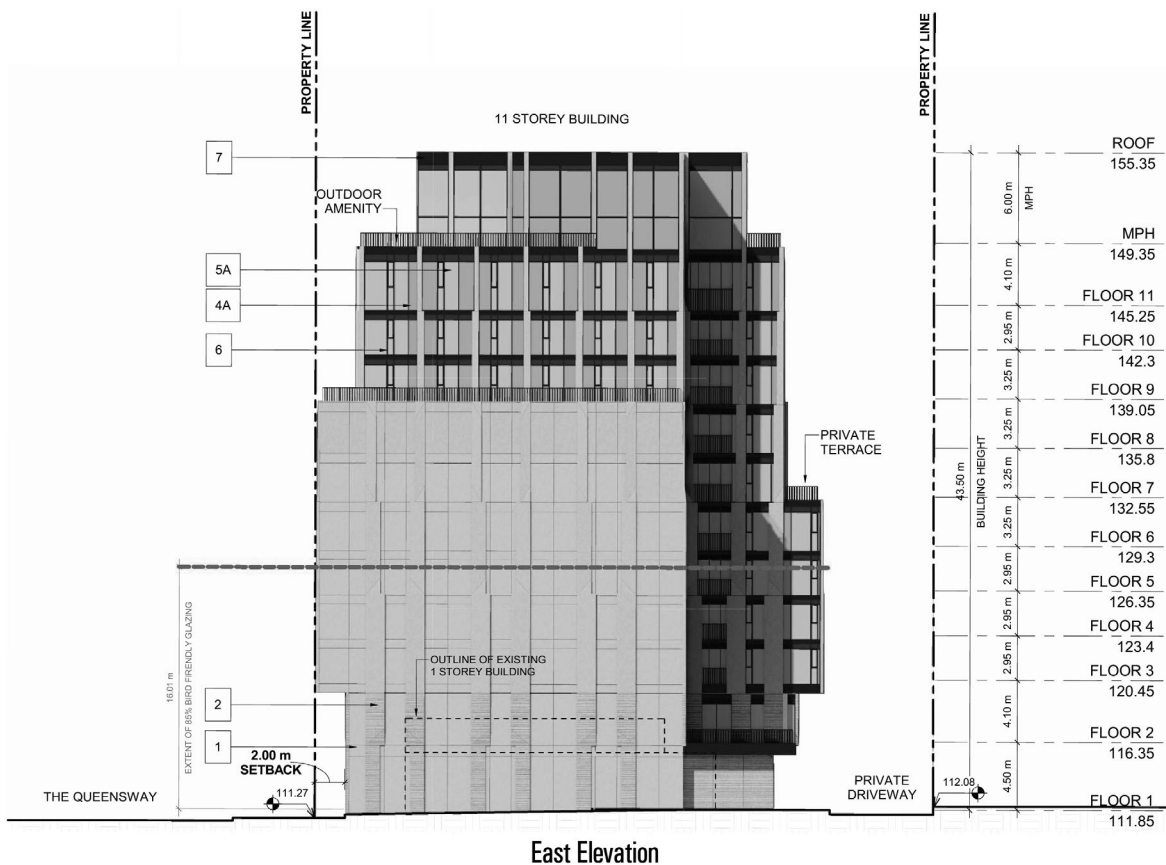 PROPERTY LINE
PROPERTY LINE
11 STOREY BUILDING
7
OUTDOOR
AMENITY
5A
4A
6
PRIVATE
TERRACE
16.01 m
EXTENT OF 85% BIRD FIRENDLY GLAZING
OUTLINE OF EXISTING
1 STOREY BUILDING
2
1
2.00 m
SETBACK
THE QUEENSWAY
111.27
PRIVATE
DRIVEWAY
112.08
43.50 m
BUILDING HEIGHT
6.00 m
MPH
4.10 m
2.95 m
3.25 m
3.25 m
3.25 m
3.25 m
2.95 m
2.95 m
2.95 m
4.10 m
4.50 m
ROOF
155.35
MPH
149.35
FLOOR 11
145.25
FLOOR 10
142.3
FLOOR 9
139.05
FLOOR 8
135.8
FLOOR 7
132.55
FLOOR 6
129.3
FLOOR 5
126.35
FLOOR 4
123.4
FLOOR 3
120.45
FLOOR 2
116.35
FLOOR 1
111.85
East Elevation